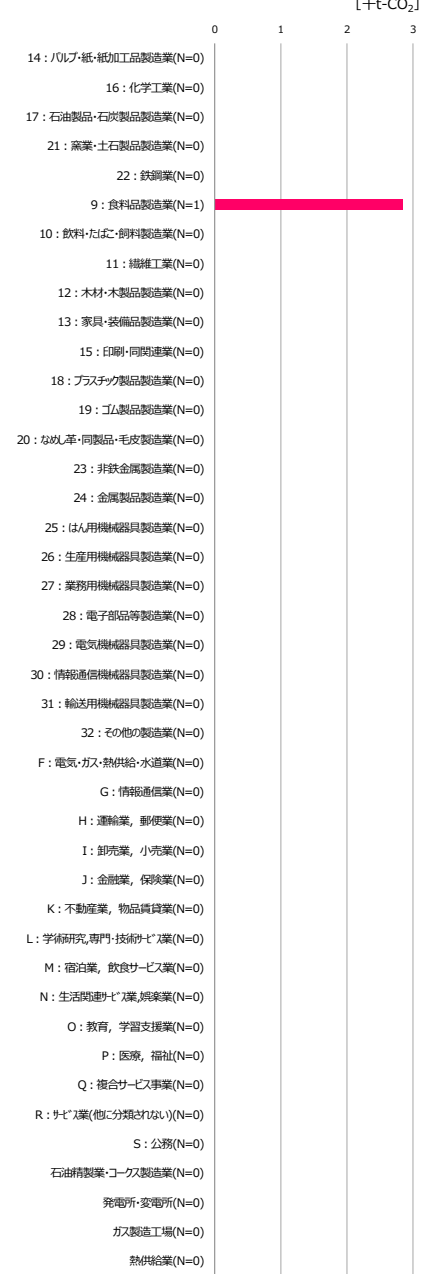 [千t-CO2]
0 1 2 3
14:パルプ・紙・紙加工品製造業(N=0)
16:化学工業(N=0)
17:石油製品・石炭製品製造業(N=0)
21:窯業・土石製品製造業(N=0)
22:鉄鋼業(N=0)
9:食料品製造業(N=1)
10:飲料・たばこ・飼料製造業(N=0)
11:繊維工業(N=0)
12:木材・木製品製造業(N=0)
13:家具・装備品製造業(N=0)
15:印刷・同関連業(N=0)
18:プラスチック製品製造業(N=0)
19:ゴム製品製造業(N=0)
20:なめし革・同製品・毛皮製造業(N=0)
23:非鉄金属製造業(N=0)
24:金属製品製造業(N=0)
25:はん用機械器具製造業(N=0)
26:生産用機械器具製造業(N=0)
27:業務用機械器具製造業(N=0)
28:電子部品等製造業(N=0)
29:電気機械器具製造業(N=0)
30:情報通信機械器具製造業(N=0)
31:輸送用機械器具製造業(N=0)
32:その他の製造業(N=0)
F:電気・ガス・熱供給・水道業(N=0)
G:情報通信業(N=0)
H:運輸業，郵便業(N=0)
I:卸売業，小売業(N=0)
J:金融業，保険業(N=0)
K:不動産業，物品賃貸業(N=0)
L:学術研究,専門・技術ｻｰﾋﾞｽ業(N=0)
M:宿泊業，飲食サービス業(N=0)
N:生活関連ｻｰﾋﾞｽ業,娯楽業(N=0)
O:教育，学習支援業(N=0)
P:医療，福祉(N=0)
Q:複合サービス事業(N=0)
R:ｻｰﾋﾞｽ業(他に分類されない)(N=0)
S:公務(N=0)
石油精製業・コークス製造業(N=0)
発電所・変電所(N=0)
ガス製造工場(N=0)
熱供給業(N=0)